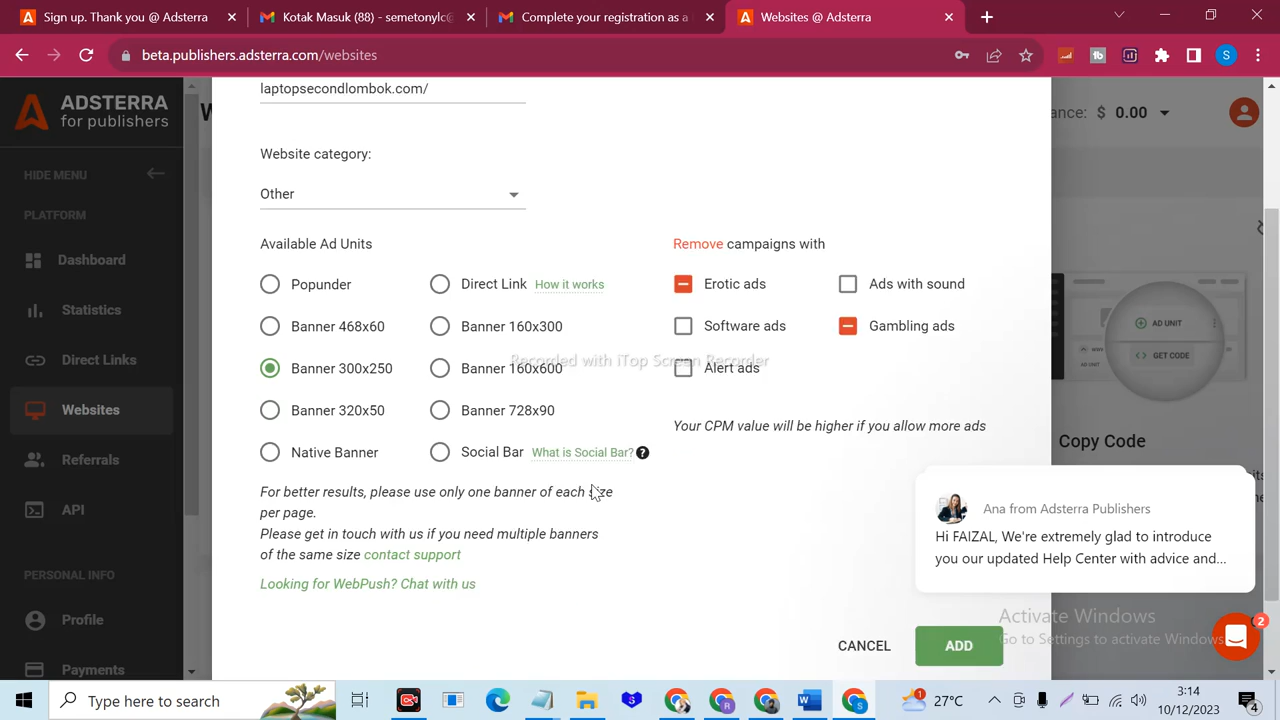 Sign up. Thank you @ Adsterra
Kotak Masuk (88) - semetonylc@
Complete your registration as a
Websites @ Adsterra
beta.publishers.adsterra.com/websites
S
ADSTERRA
for publishers
HIDE MENU
PLATFORM
Dashboard
Statistics
Direct Links
Websites
Referrals
API
PERSONAL INFO
Profile
Payments
W
laptopsecondlombok.com/
Website category:
Other
Available Ad Units
Popunder
Direct Link How it works
Banner 468x60
Banner 160x300
Banner 300x250
Banner 160x600
Banner 320x50
Banner 728x90
Native Banner
Social Bar What is Social Bar? ?
For better results, please use only one banner of each size
per page.
Please get in touch with us if you need multiple banners
of the same size contact support
Looking for WebPush? Chat with us
Remove campaigns with
Erotic ads
Ads with sound
Software ads
Gambling ads
Alert ads
Your CPM value will be higher if you allow more ads
Recorded with iTop Screen Recorder
CANCEL
ADD
ance: $ 0.00
AD UNIT
GET CODE
Copy Code
Ana from Adsterra Publishers
Hi FAIZAL, We're extremely glad to introduce
you our updated Help Center with advice and...
2
Activate Windows
Go to Settings to activate Windows.
Type here to search
1
27°C
3:14
10/12/2023
4